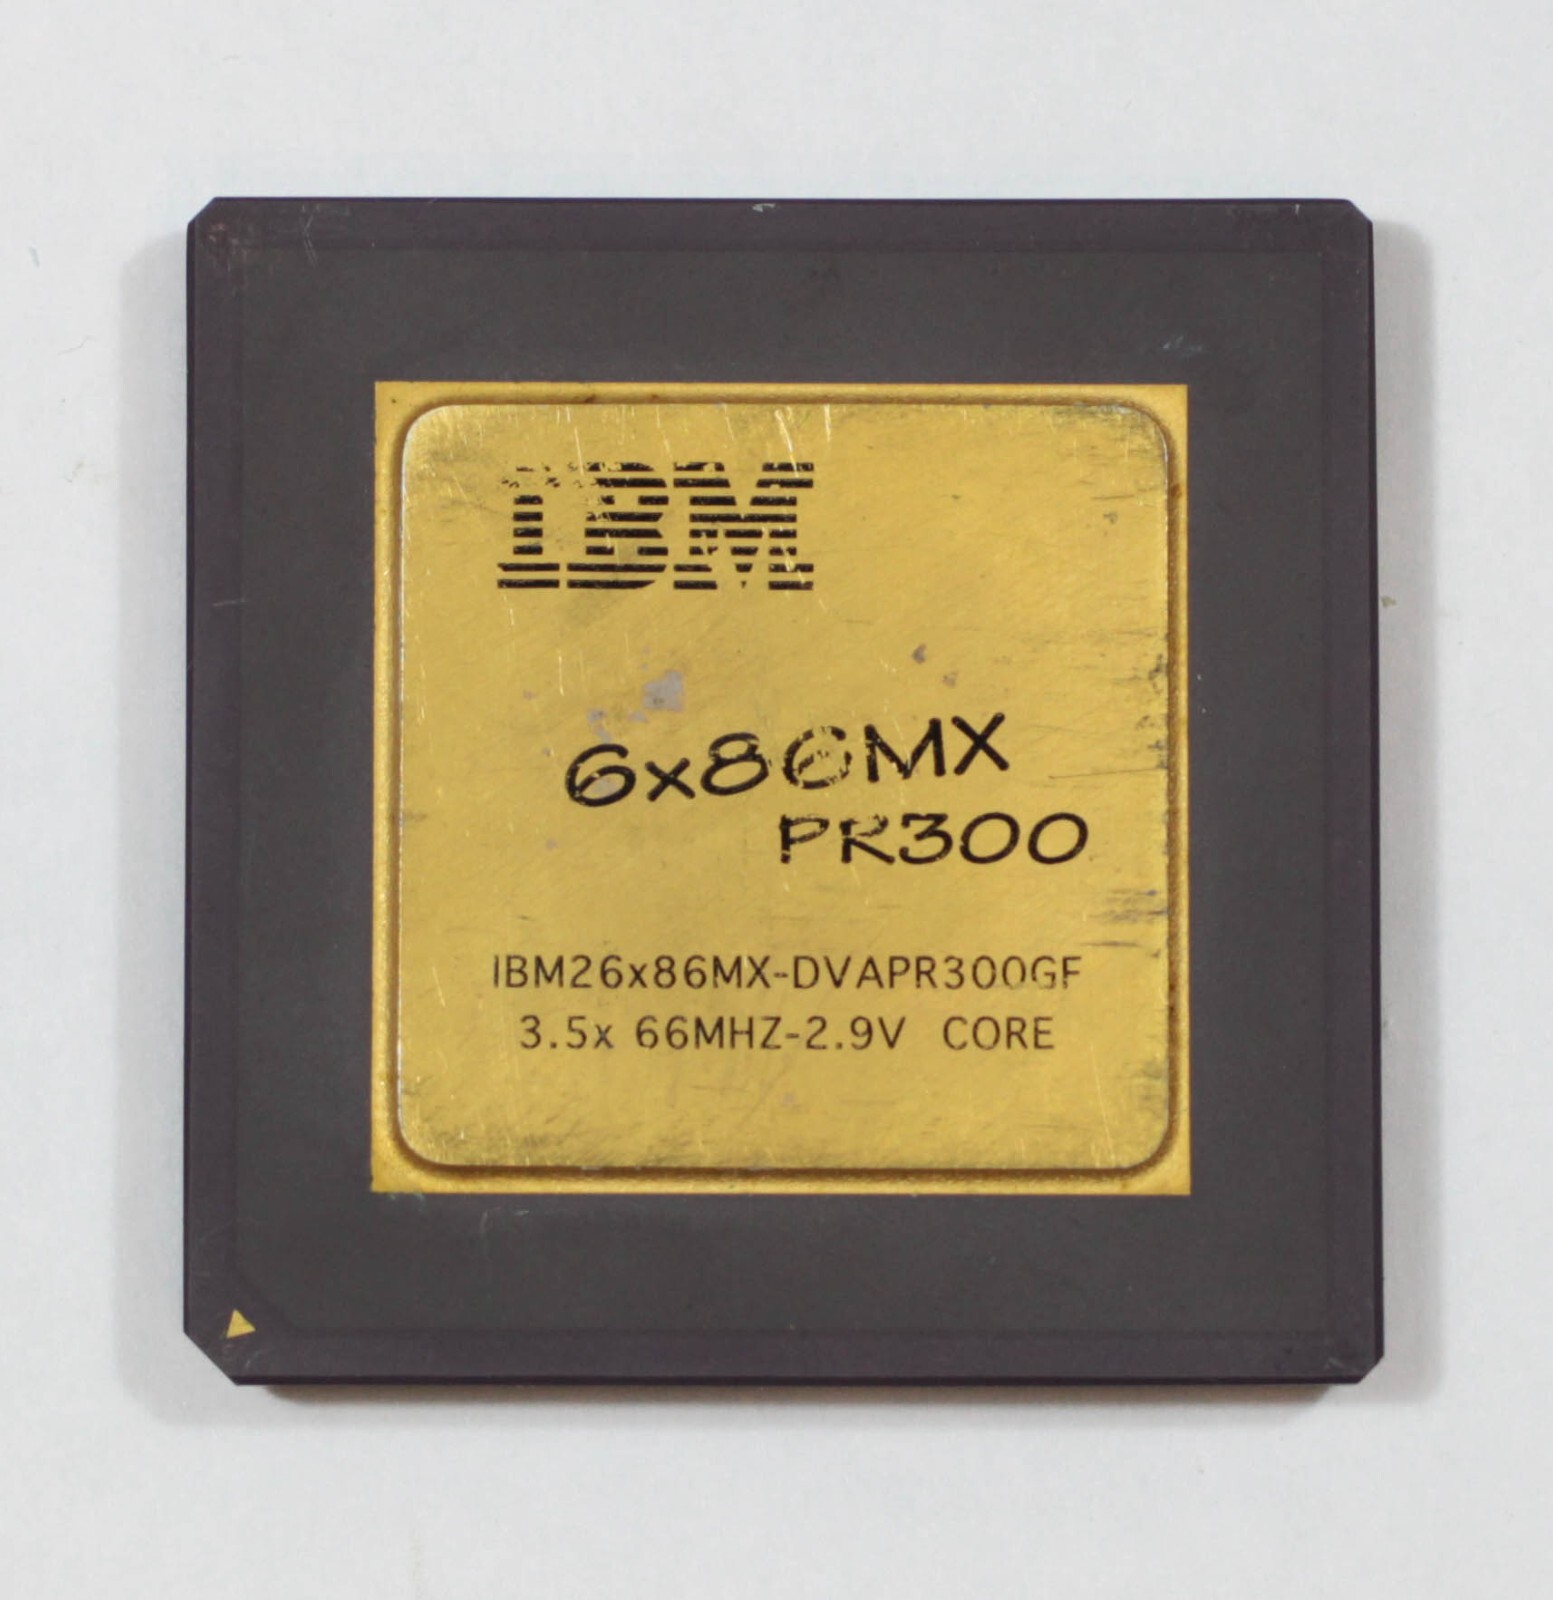 IBM
6x86MX
PR300
IBM26x86MX-DVAPR300GF
3.5x 66MHZ-2.9V CORE